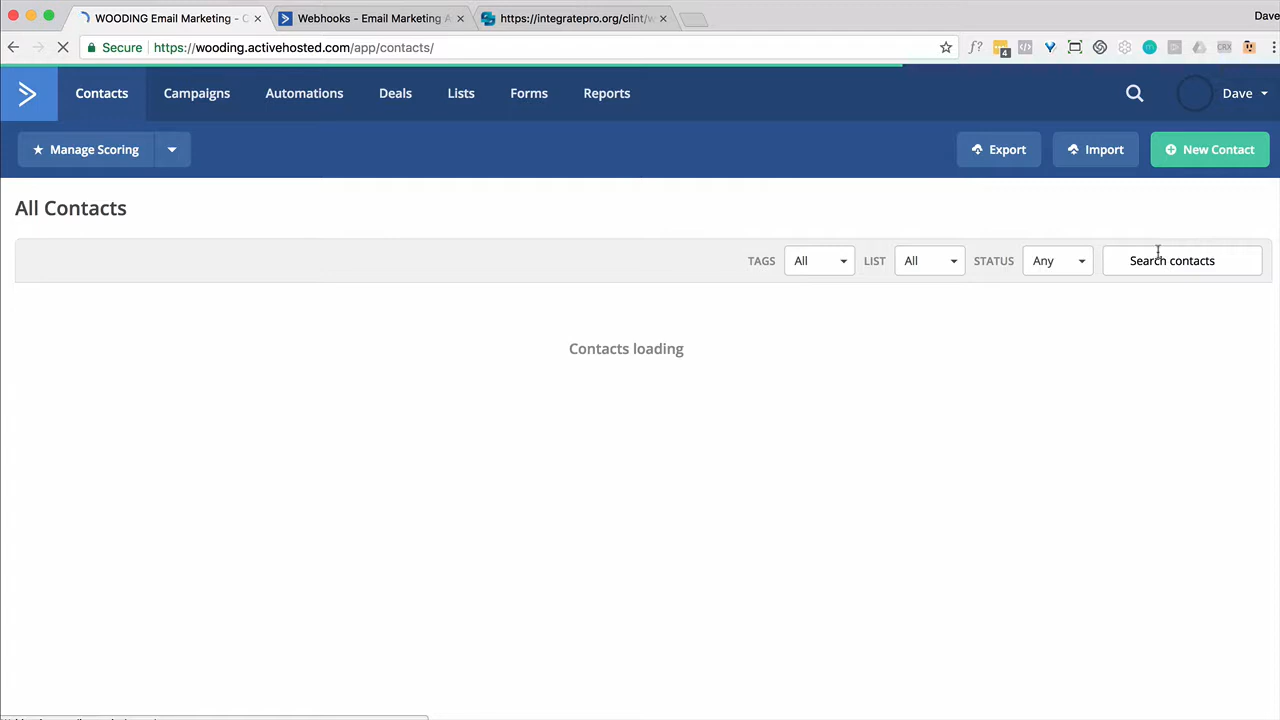 WOODING Email Marketing - C
Webhooks - Email Marketing A
https://integratepro.org/clint/w
Dave
Secure
https://wooding.activehosted.com/app/contacts/
f?
4
CRX
Contacts
Campaigns
Automations
Deals
Lists
Forms
Reports
Dave
Manage Scoring
Export
Import
New Contact
All Contacts
TAGS
All
LIST
All
STATUS
Any
Search contacts
Contacts loading